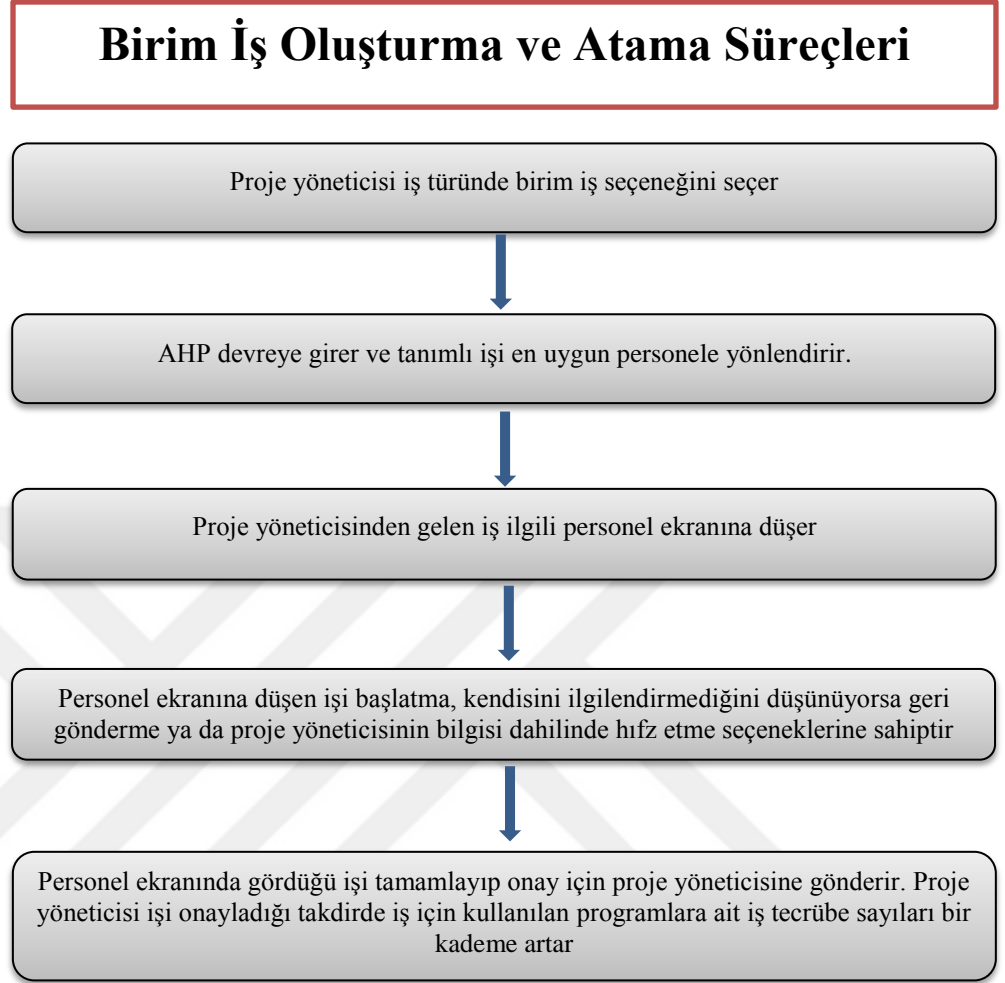 Birim İş Oluşturma ve Atama Süreçleri
Proje yöneticisi iş türünde birim iş seçeneğini seçer
AHP devreye girer ve tanımlı işi en uygun personele yönlendirir.
Proje yöneticisinden gelen iş ilgili personel ekranına düşer
Personel ekranına düşen işi başlatma, kendisini ilgilendirmediğini düşünüyorsa geri
gönderme ya da proje yöneticisinin bilgisi dahilinde hıfz etme seçeneklerine sahiptir
Personel ekranında gördüğü işi tamamlayıp onay için proje yöneticisine gönderir. Proje
yöneticisi işi onayladığı takdirde iş için kullanılan programlara ait iş tecrübe sayıları bir
kademe artar